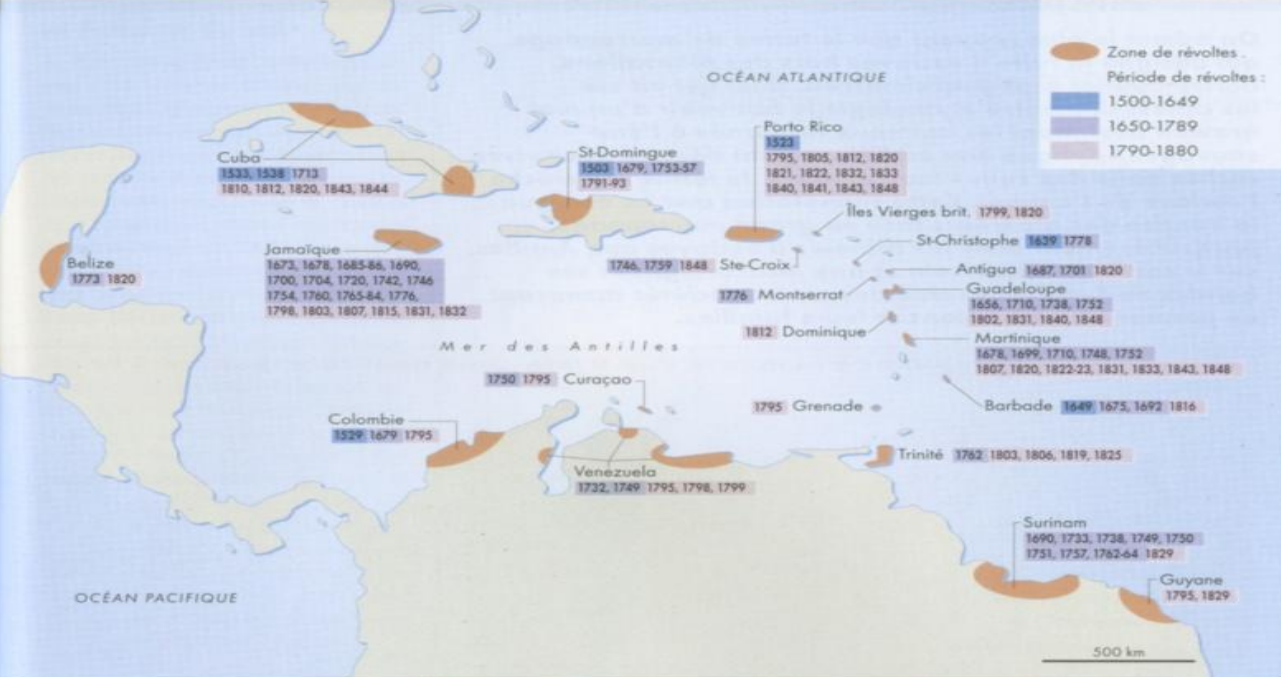 OCÉAN ATLANTIQUE
Zone de révoltes
Période de révoltes :
1500-1649
1650-1789
1790-1880
Cuba
1533, 1538 1713
1810, 1812, 1820, 1843, 1844
St-Domingue
1503 1679, 1753-57
1791-93
Porto Rico
1523
1795, 1805, 1812, 1820
1821, 1822, 1832, 1833
1840, 1841, 1843, 1848
Îles Vierges brit. 1799, 1820
St-Christophe 1639 1778
1746, 1759 1848 Ste-Croix
Antigua 1687, 1701 1820
Belize
1773 1820
Jamaïque
1673, 1678, 1685-86, 1690,
1700, 1704, 1720, 1742, 1746
1754, 1760, 1765-84, 1776,
1798, 1803, 1807, 1815, 1831, 1832
1776 Montserrat
Guadeloupe
1656, 1710, 1738, 1752
1802, 1831, 1840, 1848
1812 Dominique
Martinique
1678, 1699, 1710, 1748, 1752
1807, 1820, 1822-23, 1831, 1833, 1843, 1848
Mer des Antilles
1750 1795 Curaçao
1795 Grenade
Barbade 1649 1675, 1692 1816
Colombie
1529 1679 1795
Venezuela
1732, 1749 1795, 1798, 1799
Trinité 1762 1803, 1806, 1819, 1825
Surinam
1690, 1733, 1738, 1749, 1750
1751, 1757, 1762-64 1829
Guyane
1795, 1829
OCÉAN PACIFIQUE
500 km